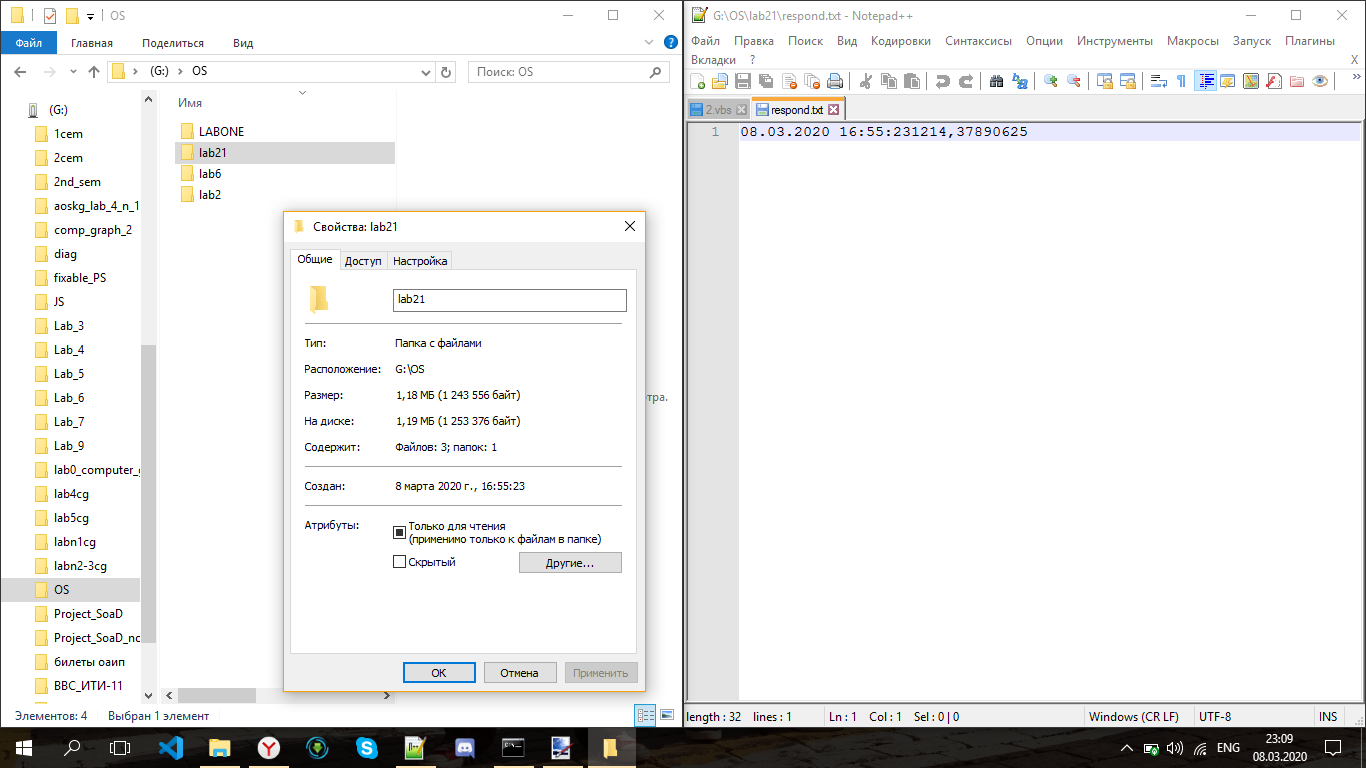 OS
Файл Главная Поделиться Вид
(G:) OS
Поиск: OS
(G:)
1cem
2cem
2nd_sem
aoskg_lab_4_n_1
comp_graph_2
diag
fixable_PS
JS
Lab_3
Lab_4
Lab_5
Lab_6
Lab_7
Lab_9
lab0_computer_
lab4cg
lab5cg
labn1cg
labn2-3cg
OS
Project_SoaD
Project_SoaD_nc
билеты оаип
ВВС_ИТИ-11
Имя
LABONE
lab21
lab6
lab2
тра.
Элементов: 4 Выбран 1 элемент
Свойства: lab21
Общие Доступ Настройка
lab21
Тип: Папка с файлами
Расположение: G:\OS
Размер: 1,18 МБ (1 243 556 байт)
На диске: 1,19 МБ (1 253 376 байт)
Содержит: Файлов: 3; папок: 1
Создан: 8 марта 2020 г., 16:55:23
Атрибуты: Только для чтения
(применимо только к файлам в папке)
Скрытый Другие...
ОК Отмена Применить
G:\OS\lab21\respond.txt - Notepad++
Файл Правка Поиск Вид Кодировки Синтаксисы Опции Инструменты Макросы Запуск Плагины
Вкладки ? X
2.vbs respond.txt
1 08.03.2020 16:55:231214,37890625
length : 32 lines : 1 Ln : 1 Col : 1 Sel : 0 | 0 Windows (CR LF) UTF-8 INS
ENG
23:09
08.03.2020